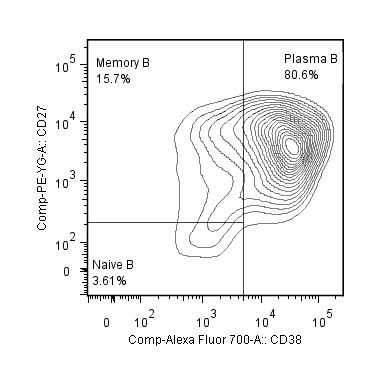 Memory B
15.7%
Plasma B
80.6%
Naive B
3.61%
10^5
10^4
10^3
10^2
0
Comp-PE-YG-A:: CD27
0 10^2 10^3 10^4 10^5
Comp-Alexa Fluor 700-A:: CD38